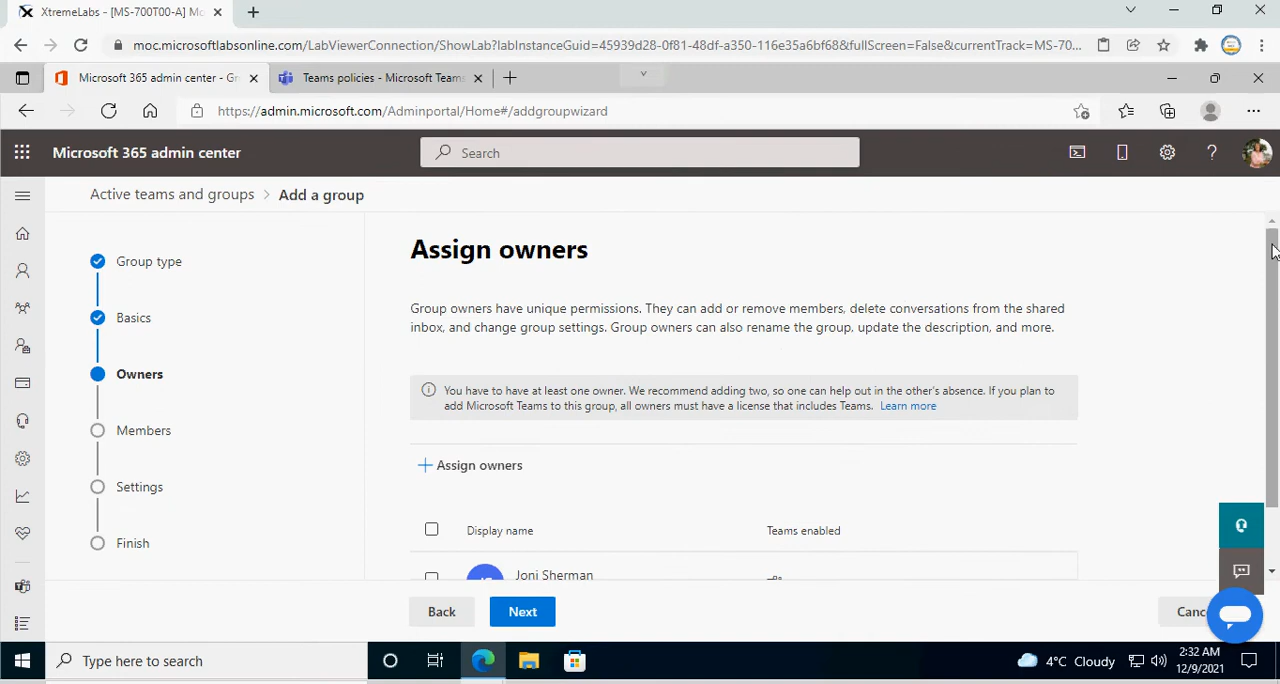 XtremeLabs - [MS-700T00-A] Mo
moc.microsoftlabsonline.com/LabViewerConnection/ShowLab?labInstanceGuid=45939d28-0f81-48df-a350-116e35a6bf68&fullScreen=False&currentTrack=MS-70...
Microsoft 365 admin center - Gr
Teams policies - Microsoft Teams
https://admin.microsoft.com/Adminportal/Home#/addgroupwizard
Microsoft 365 admin center
Search
Active teams and groups > Add a group
Group type
Basics
Owners
Members
Settings
Finish
Assign owners
Group owners have unique permissions. They can add or remove members, delete conversations from the shared
inbox, and change group settings. Group owners can also rename the group, update the description, and more.
You have to have at least one owner. We recommend adding two, so one can help out in the other's absence. If you plan to
add Microsoft Teams to this group, all owners must have a license that includes Teams. Learn more
+ Assign owners
Display name Teams enabled
Joni Sherman
Back Next Canc
Type here to search
4°C Cloudy
2:32 AM
12/9/2021